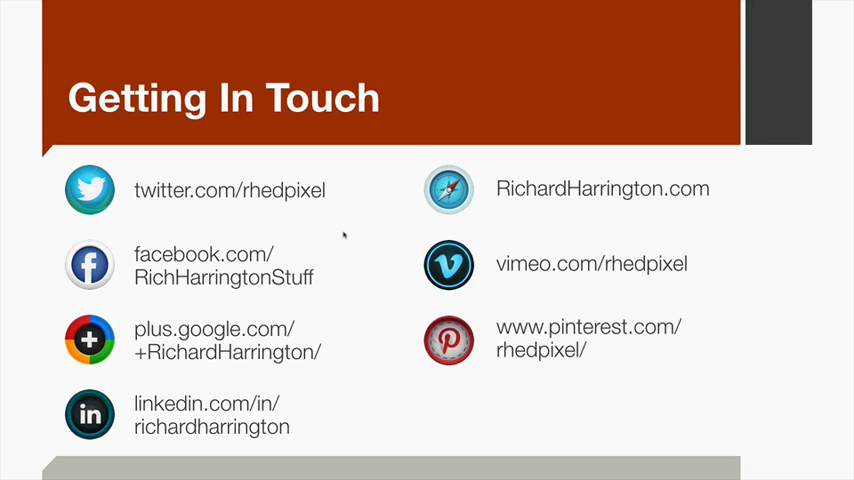 Getting In Touch
twitter.com/rhedpixel
facebook.com/
RichHarringtonStuff
plus.google.com/
+RichardHarrington/
in
linkedin.com/in/
richardharrington
RichardHarrington.com
vimeo.com/rhedpixel
www.pinterest.com/
rhedpixel/